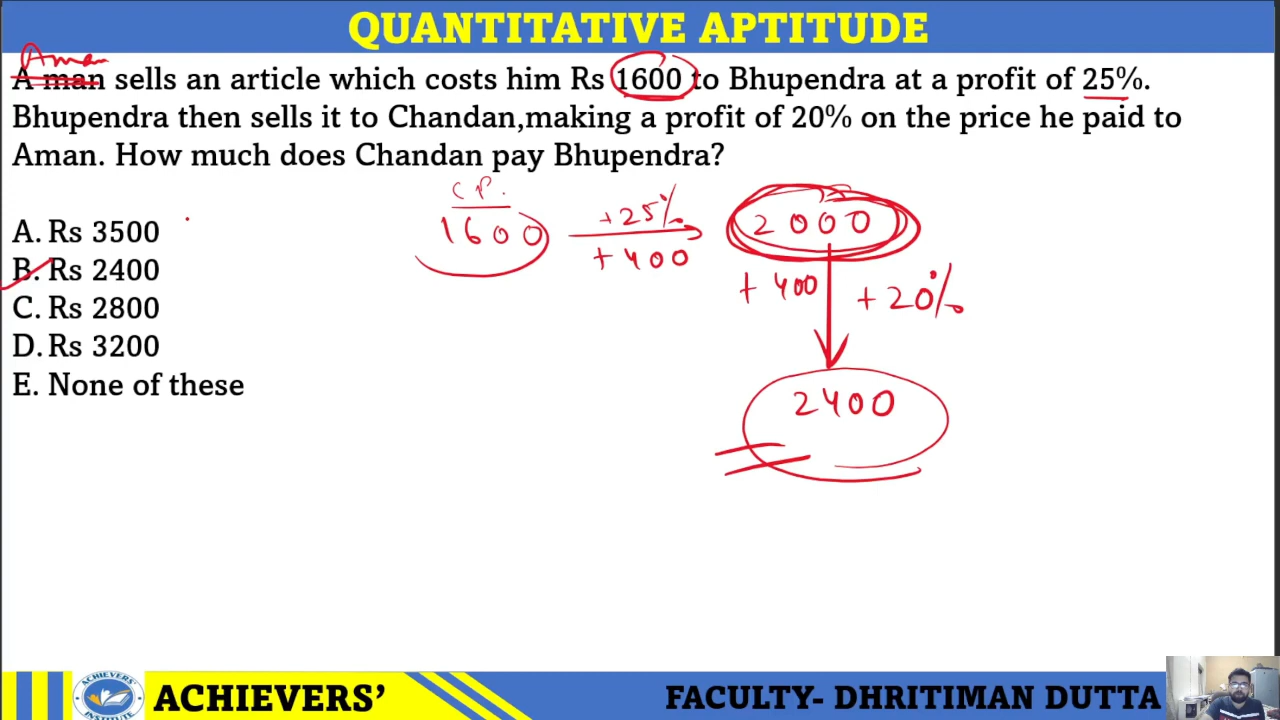 QUANTITATIVE APTITUDE
Aman
A man sells an article which costs him Rs 1600 to Bhupendra at a profit of 25%.
Bhupendra then sells it to Chandan,making a profit of 20% on the price he paid to
Aman. How much does Chandan pay Bhupendra?
C.P.
1600
+25%
+400
2000
+400
+20%
2400
A. Rs 3500
B. Rs 2400
C. Rs 2800
D. Rs 3200
E. None of these
ACHIEVERS'
INSTITUTE
ACHIEVERS’
FACULTY- DHRITIMAN DUTTA